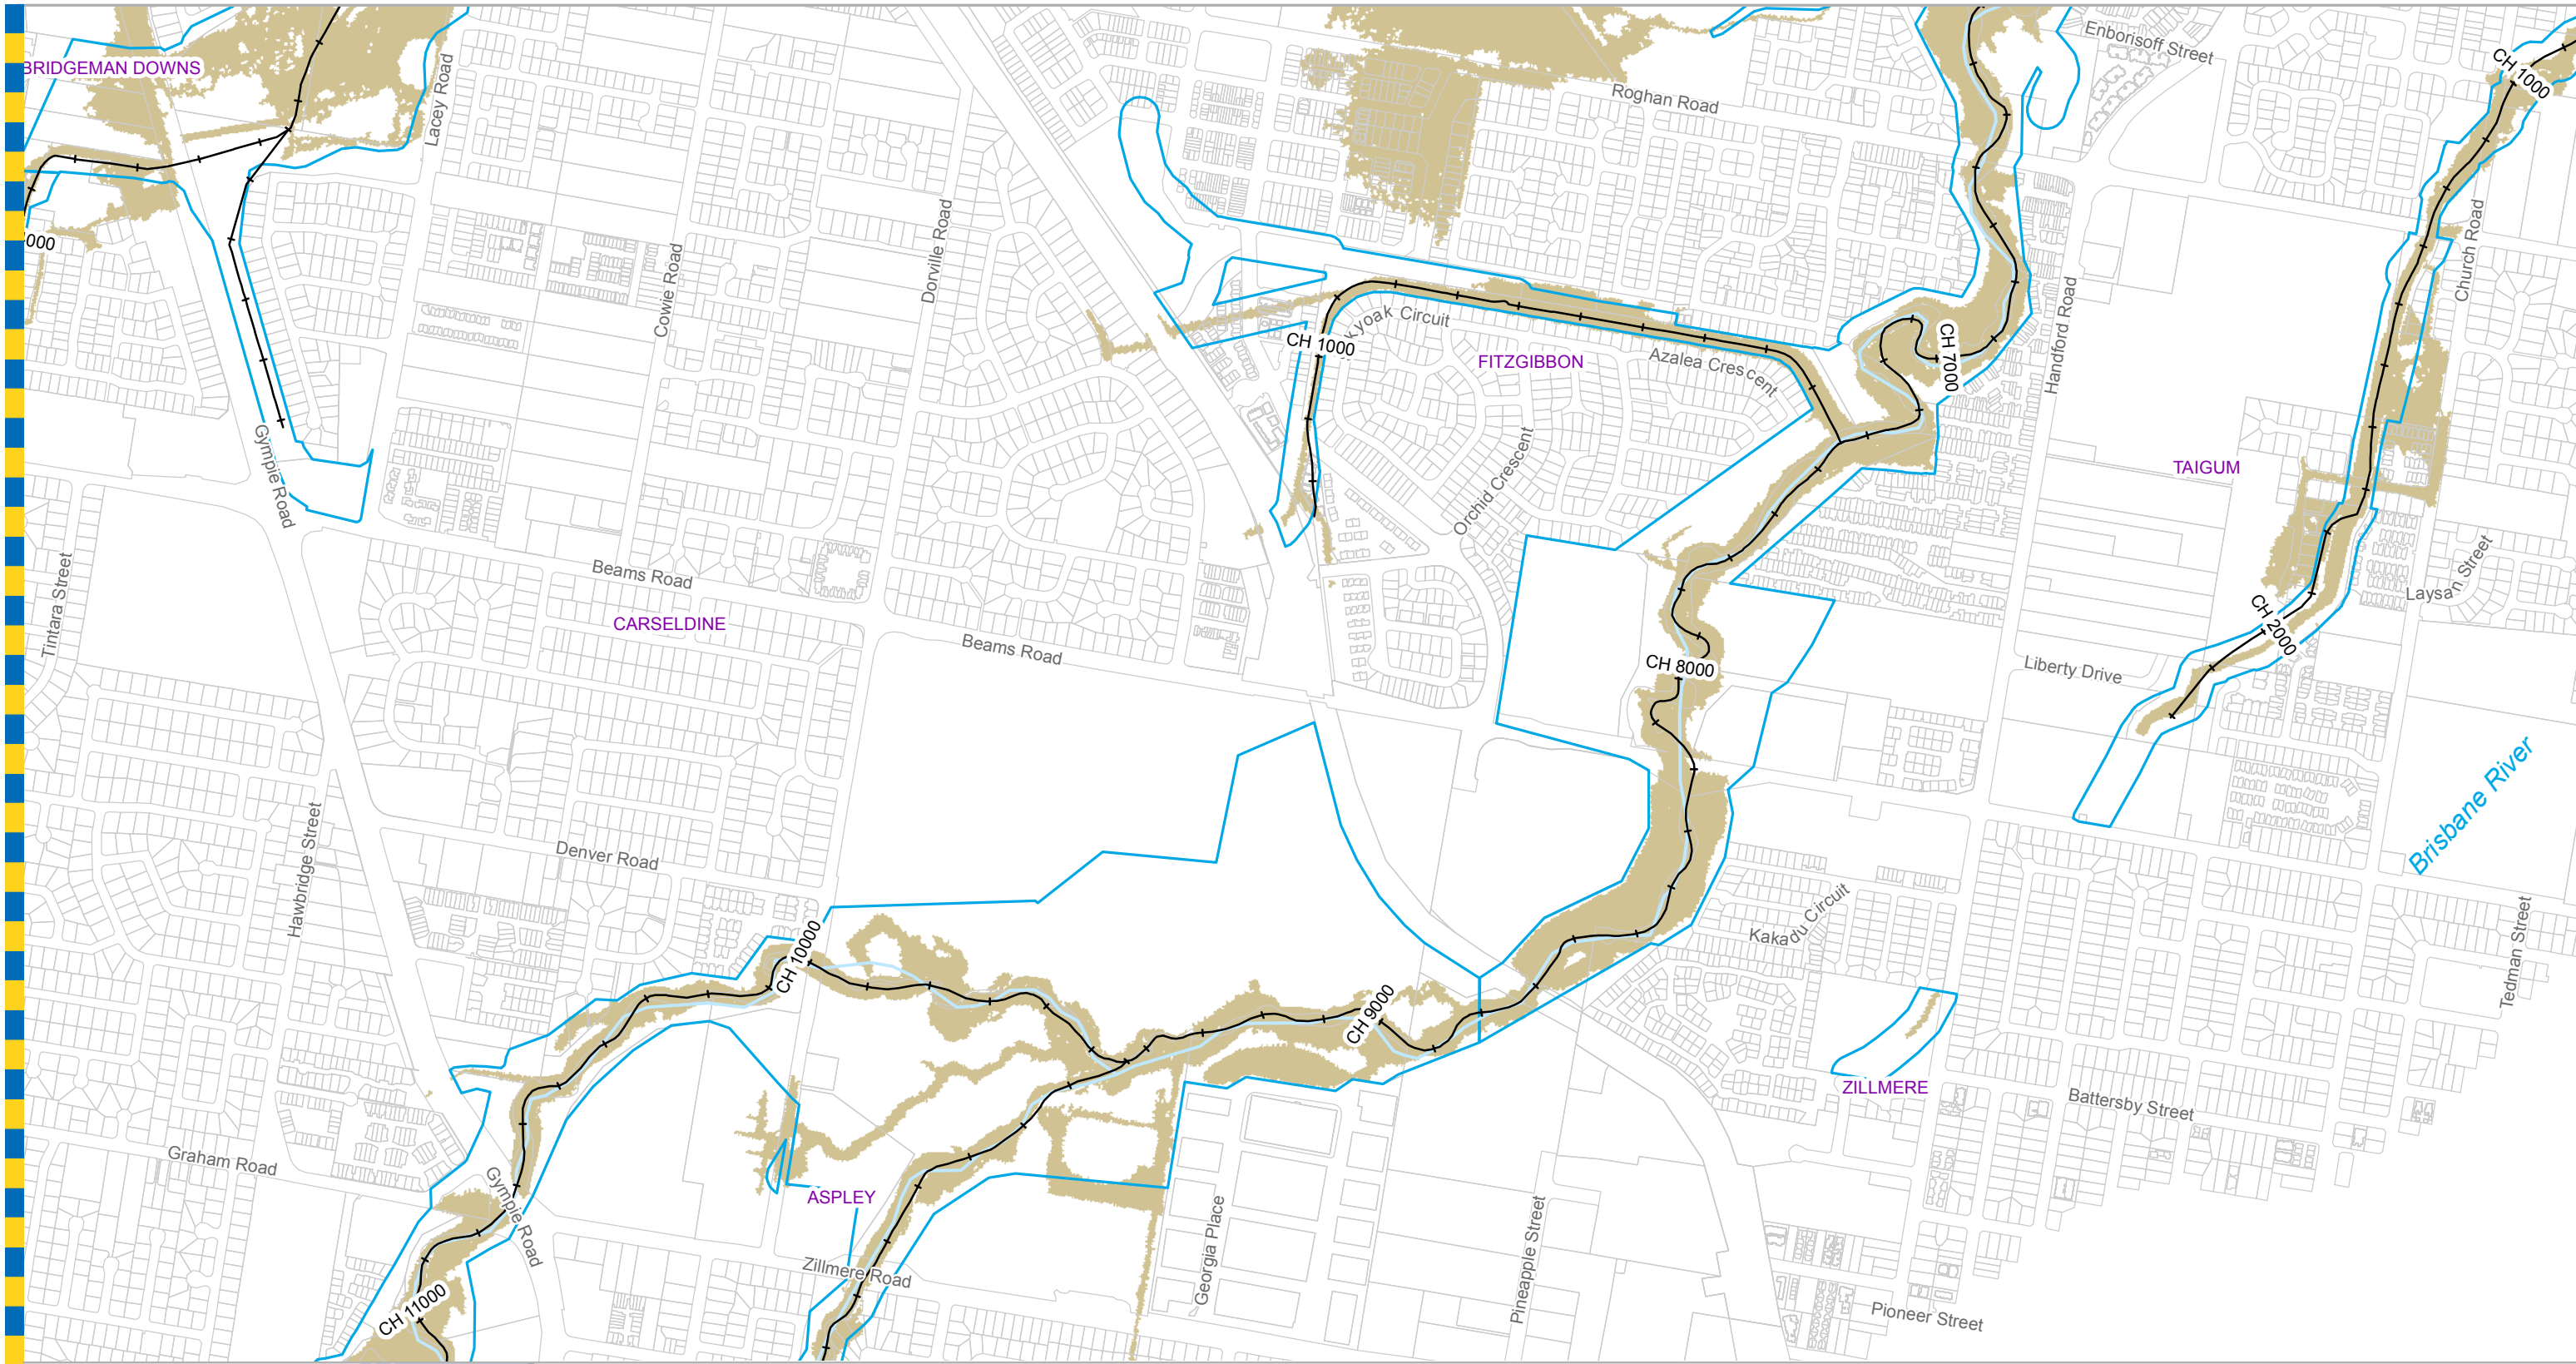 Enborisoff Street
CH 1000
BRIDGEMAN DOWNS
Lacey Road
Roghan Road
Church Road
000
Dorville Road
Cowie Road
Handford Road
yoak Circuit
CH 1000
CH 7000
FITZGIBBON
Azalea Crescent
Gympie Road
Orchid Crescent
TAIGUM
Tintara Street
Beams Road
Laysan Street
CARSELDINE
CH 2000
Beams Road
CH 8000
Liberty Drive
Brisbane River
Hawbridge Street
Denver Road
Kakadu Circuit
Tedman Street
CH 10000
CH 9000
ZILLMERE
Battersby Street
Graham Road
Gympie Road
ASPLEY
Georgia Place
Pineapple Street
Zillmere Road
CH 11000
Pioneer Street